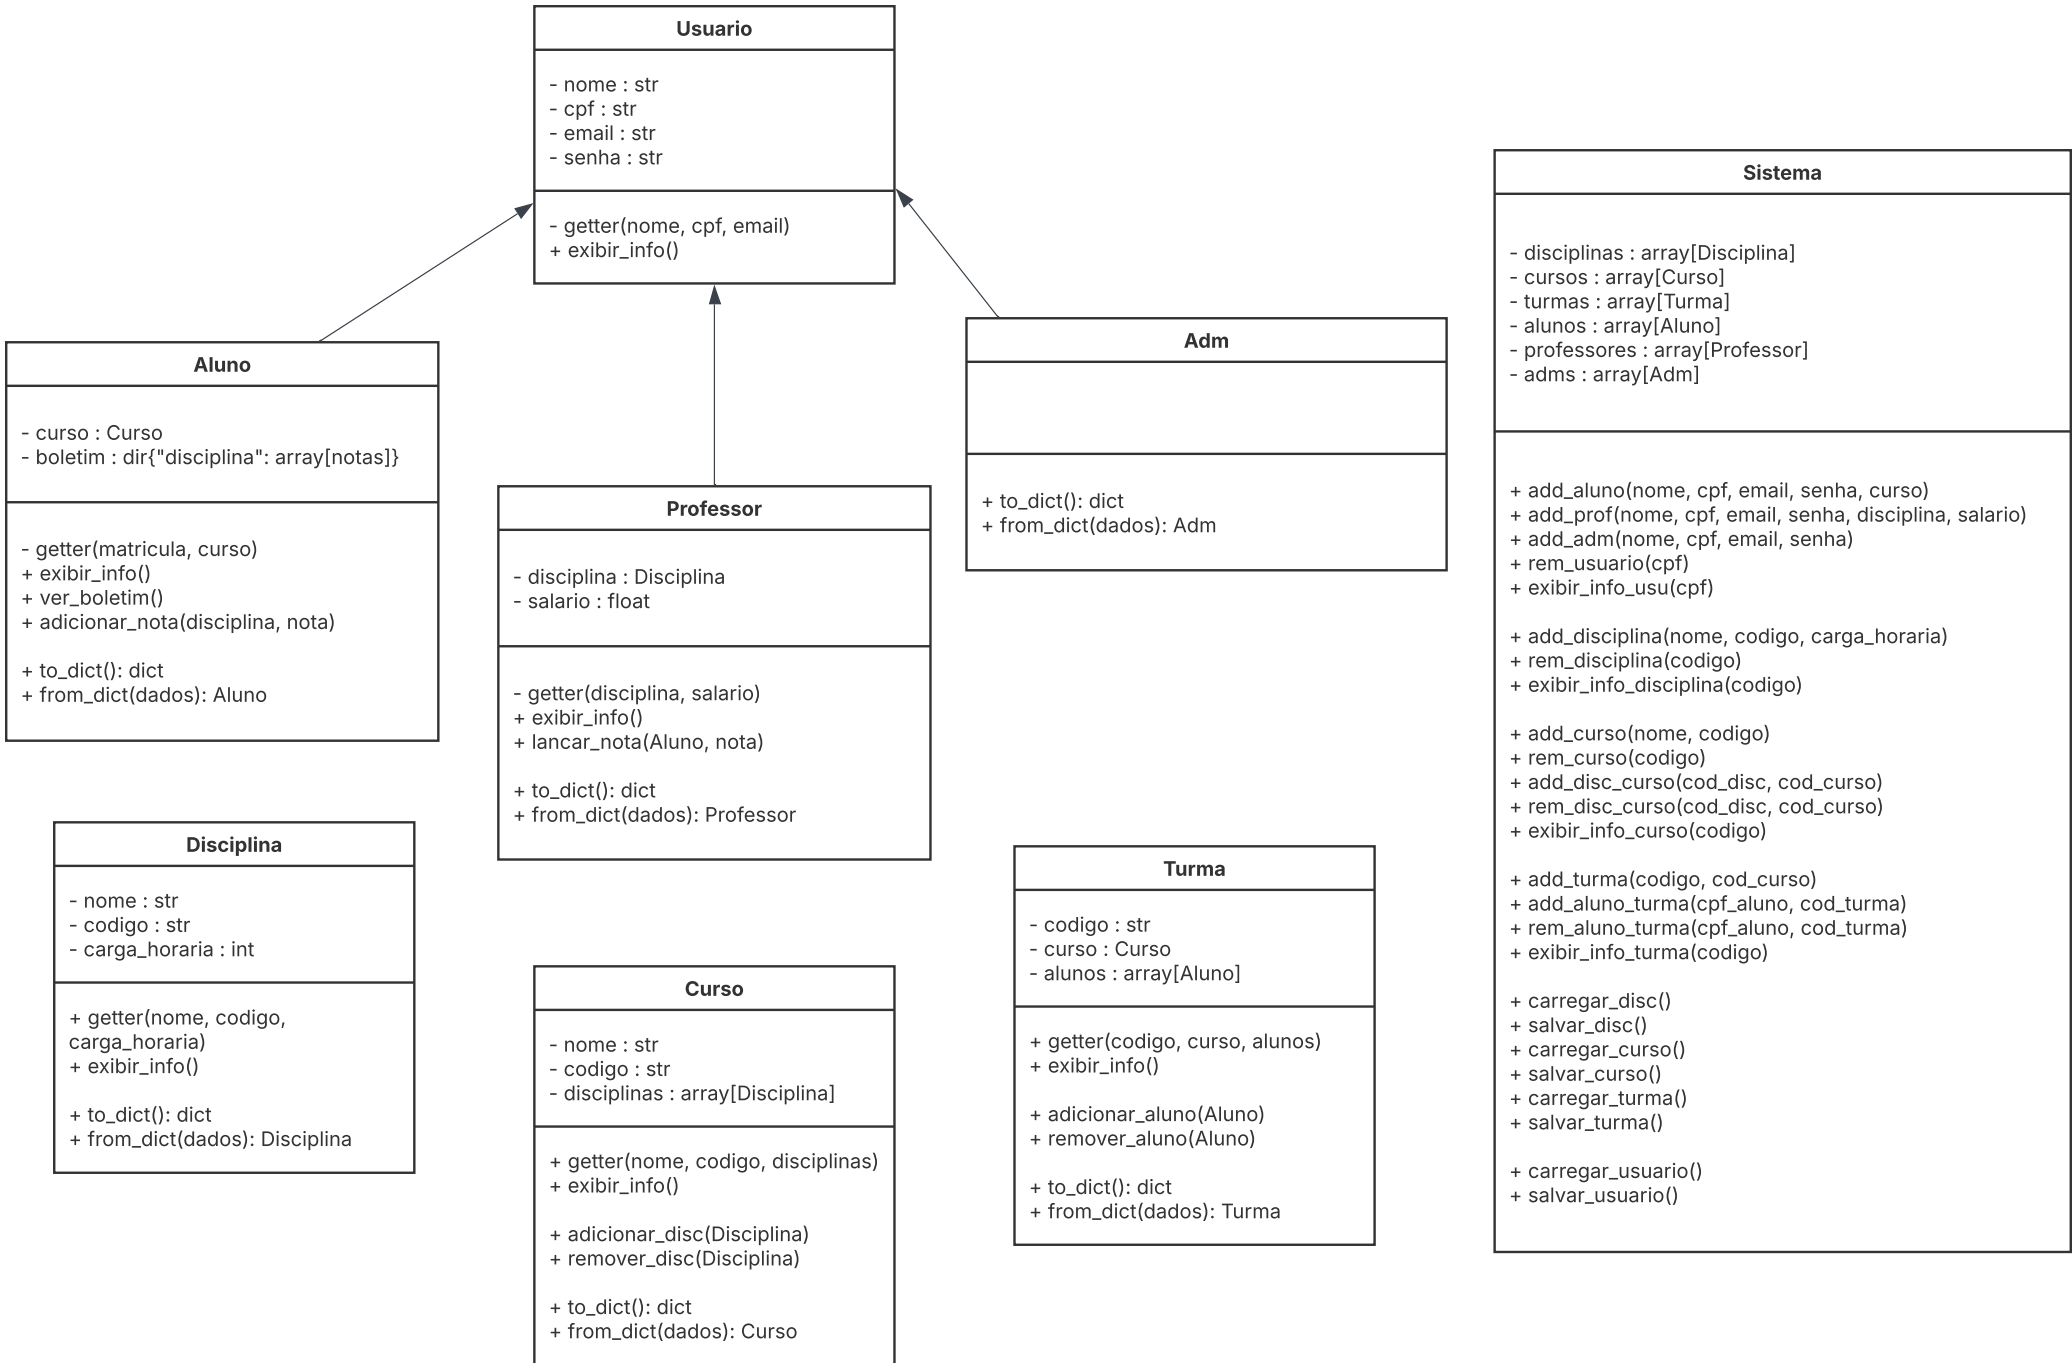 Usuario
- nome : str
- cpf : str
- email : str
- senha : str
- getter(nome, cpf, email)
+ exibir_info()
Aluno
- curso : Curso
- boletim : dir{"disciplina": array[notas]}
- getter(matricula, curso)
+ exibir_info()
+ ver_boletim()
+ adicionar_nota(disciplina, nota)
+ to_dict(): dict
+ from_dict(dados): Aluno
Professor
- disciplina : Disciplina
- salario : float
- getter(disciplina, salario)
+ exibir_info()
+ lancar_nota(Aluno, nota)
+ to_dict(): dict
+ from_dict(dados): Professor
Adm
+ to_dict(): dict
+ from_dict(dados): Adm
Sistema
- disciplinas : array[Disciplina]
- cursos : array[Curso]
- turmas : array[Turma]
- alunos : array[Aluno]
- professores : array[Professor]
- adms : array[Adm]
+ add_aluno(nome, cpf, email, senha, curso)
+ add_prof(nome, cpf, email, senha, disciplina, salario)
+ add_adm(nome, cpf, email, senha)
+ rem_usuario(cpf)
+ exibir_info_usu(cpf)
+ add_disciplina(nome, codigo, carga_horaria)
+ rem_disciplina(codigo)
+ exibir_info_disciplina(codigo)
+ add_curso(nome, codigo)
+ rem_curso(codigo)
+ add_disc_curso(cod_disc, cod_curso)
+ rem_disc_curso(cod_disc, cod_curso)
+ exibir_info_curso(codigo)
+ add_turma(codigo, cod_curso)
+ add_aluno_turma(cpf_aluno, cod_turma)
+ rem_aluno_turma(cpf_aluno, cod_turma)
+ exibir_info_turma(codigo)
+ carregar_disc()
+ salvar_disc()
+ carregar_curso()
+ salvar_curso()
+ carregar_turma()
+ salvar_turma()
+ carregar_usuario()
+ salvar_usuario()
Disciplina
- nome : str
- codigo : str
- carga_horaria : int
+ getter(nome, codigo,
carga_horaria)
+ exibir_info()
+ to_dict(): dict
+ from_dict(dados): Disciplina
Curso
- nome : str
- codigo : str
- disciplinas : array[Disciplina]
+ getter(nome, codigo, disciplinas)
+ exibir_info()
+ adicionar_disc(Disciplina)
+ remover_disc(Disciplina)
+ to_dict(): dict
+ from_dict(dados): Curso
Turma
- codigo : str
- curso : Curso
- alunos : array[Aluno]
+ getter(codigo, curso, alunos)
+ exibir_info()
+ adicionar_aluno(Aluno)
+ remover_aluno(Aluno)
+ to_dict(): dict
+ from_dict(dados): Turma